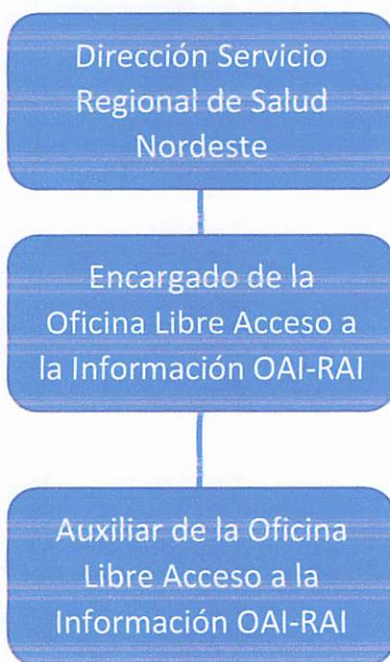 Dirección Servicio
Regional de Salud
Nordeste
Encargado de la
Oficina Libre Acceso a
la Información OAI-RAI
Auxiliar de la Oficina
Libre Acceso a la
Información OAI-RAI